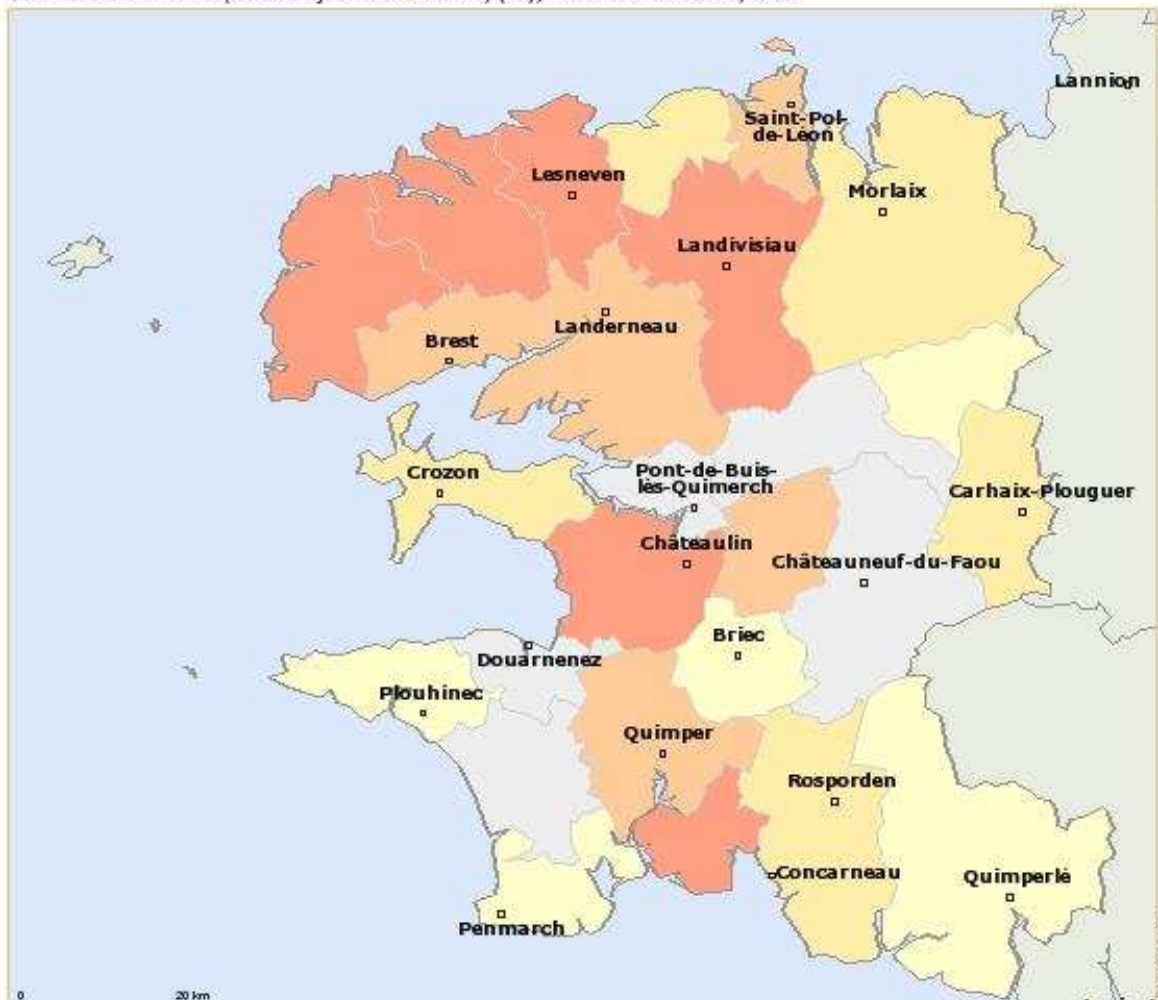 Lannion
Saint-Pol-
de-Léon
Lesneven
Morlaix
Landivisiau
Landerneau
Brest
Crozon
Pont-de-Buis-
lès-Quimerch
Carhaix-Plouguer
Châteaulin
Châteauneuf-du-Faou
Briec
Douarnenez
Plouhinec
Quimper
Rosporden
Concarneau
Quimperlé
Penmarch
0 20 km